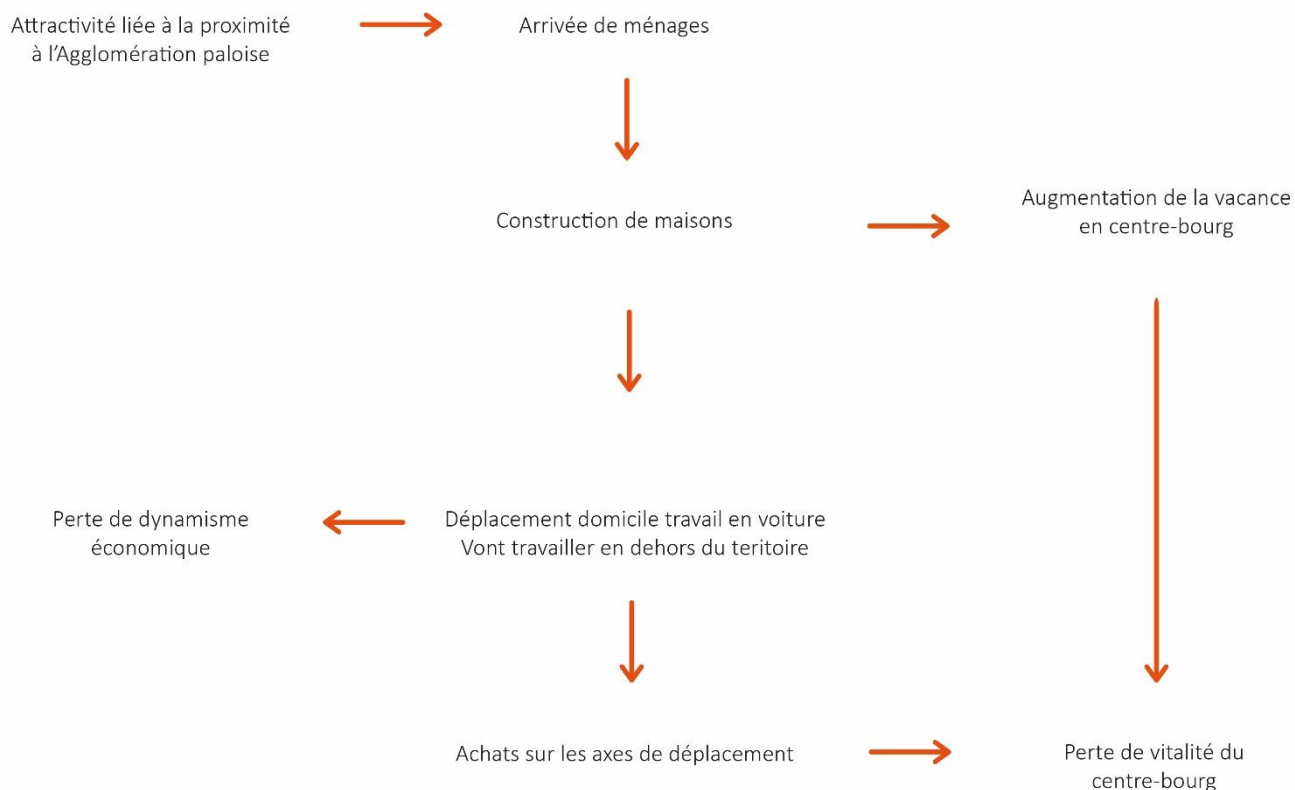 Attractivité liée à la proximité
à l’Agglomération paloise
Arrivée de ménages
Construction de maisons
Augmentation de la vacance
en centre-bourg
Perte de dynamisme
économique
Déplacement domicile travail en voiture
Vont travailler en dehors du teritoire
Achats sur les axes de déplacement
Perte de vitalité du
centre-bourg